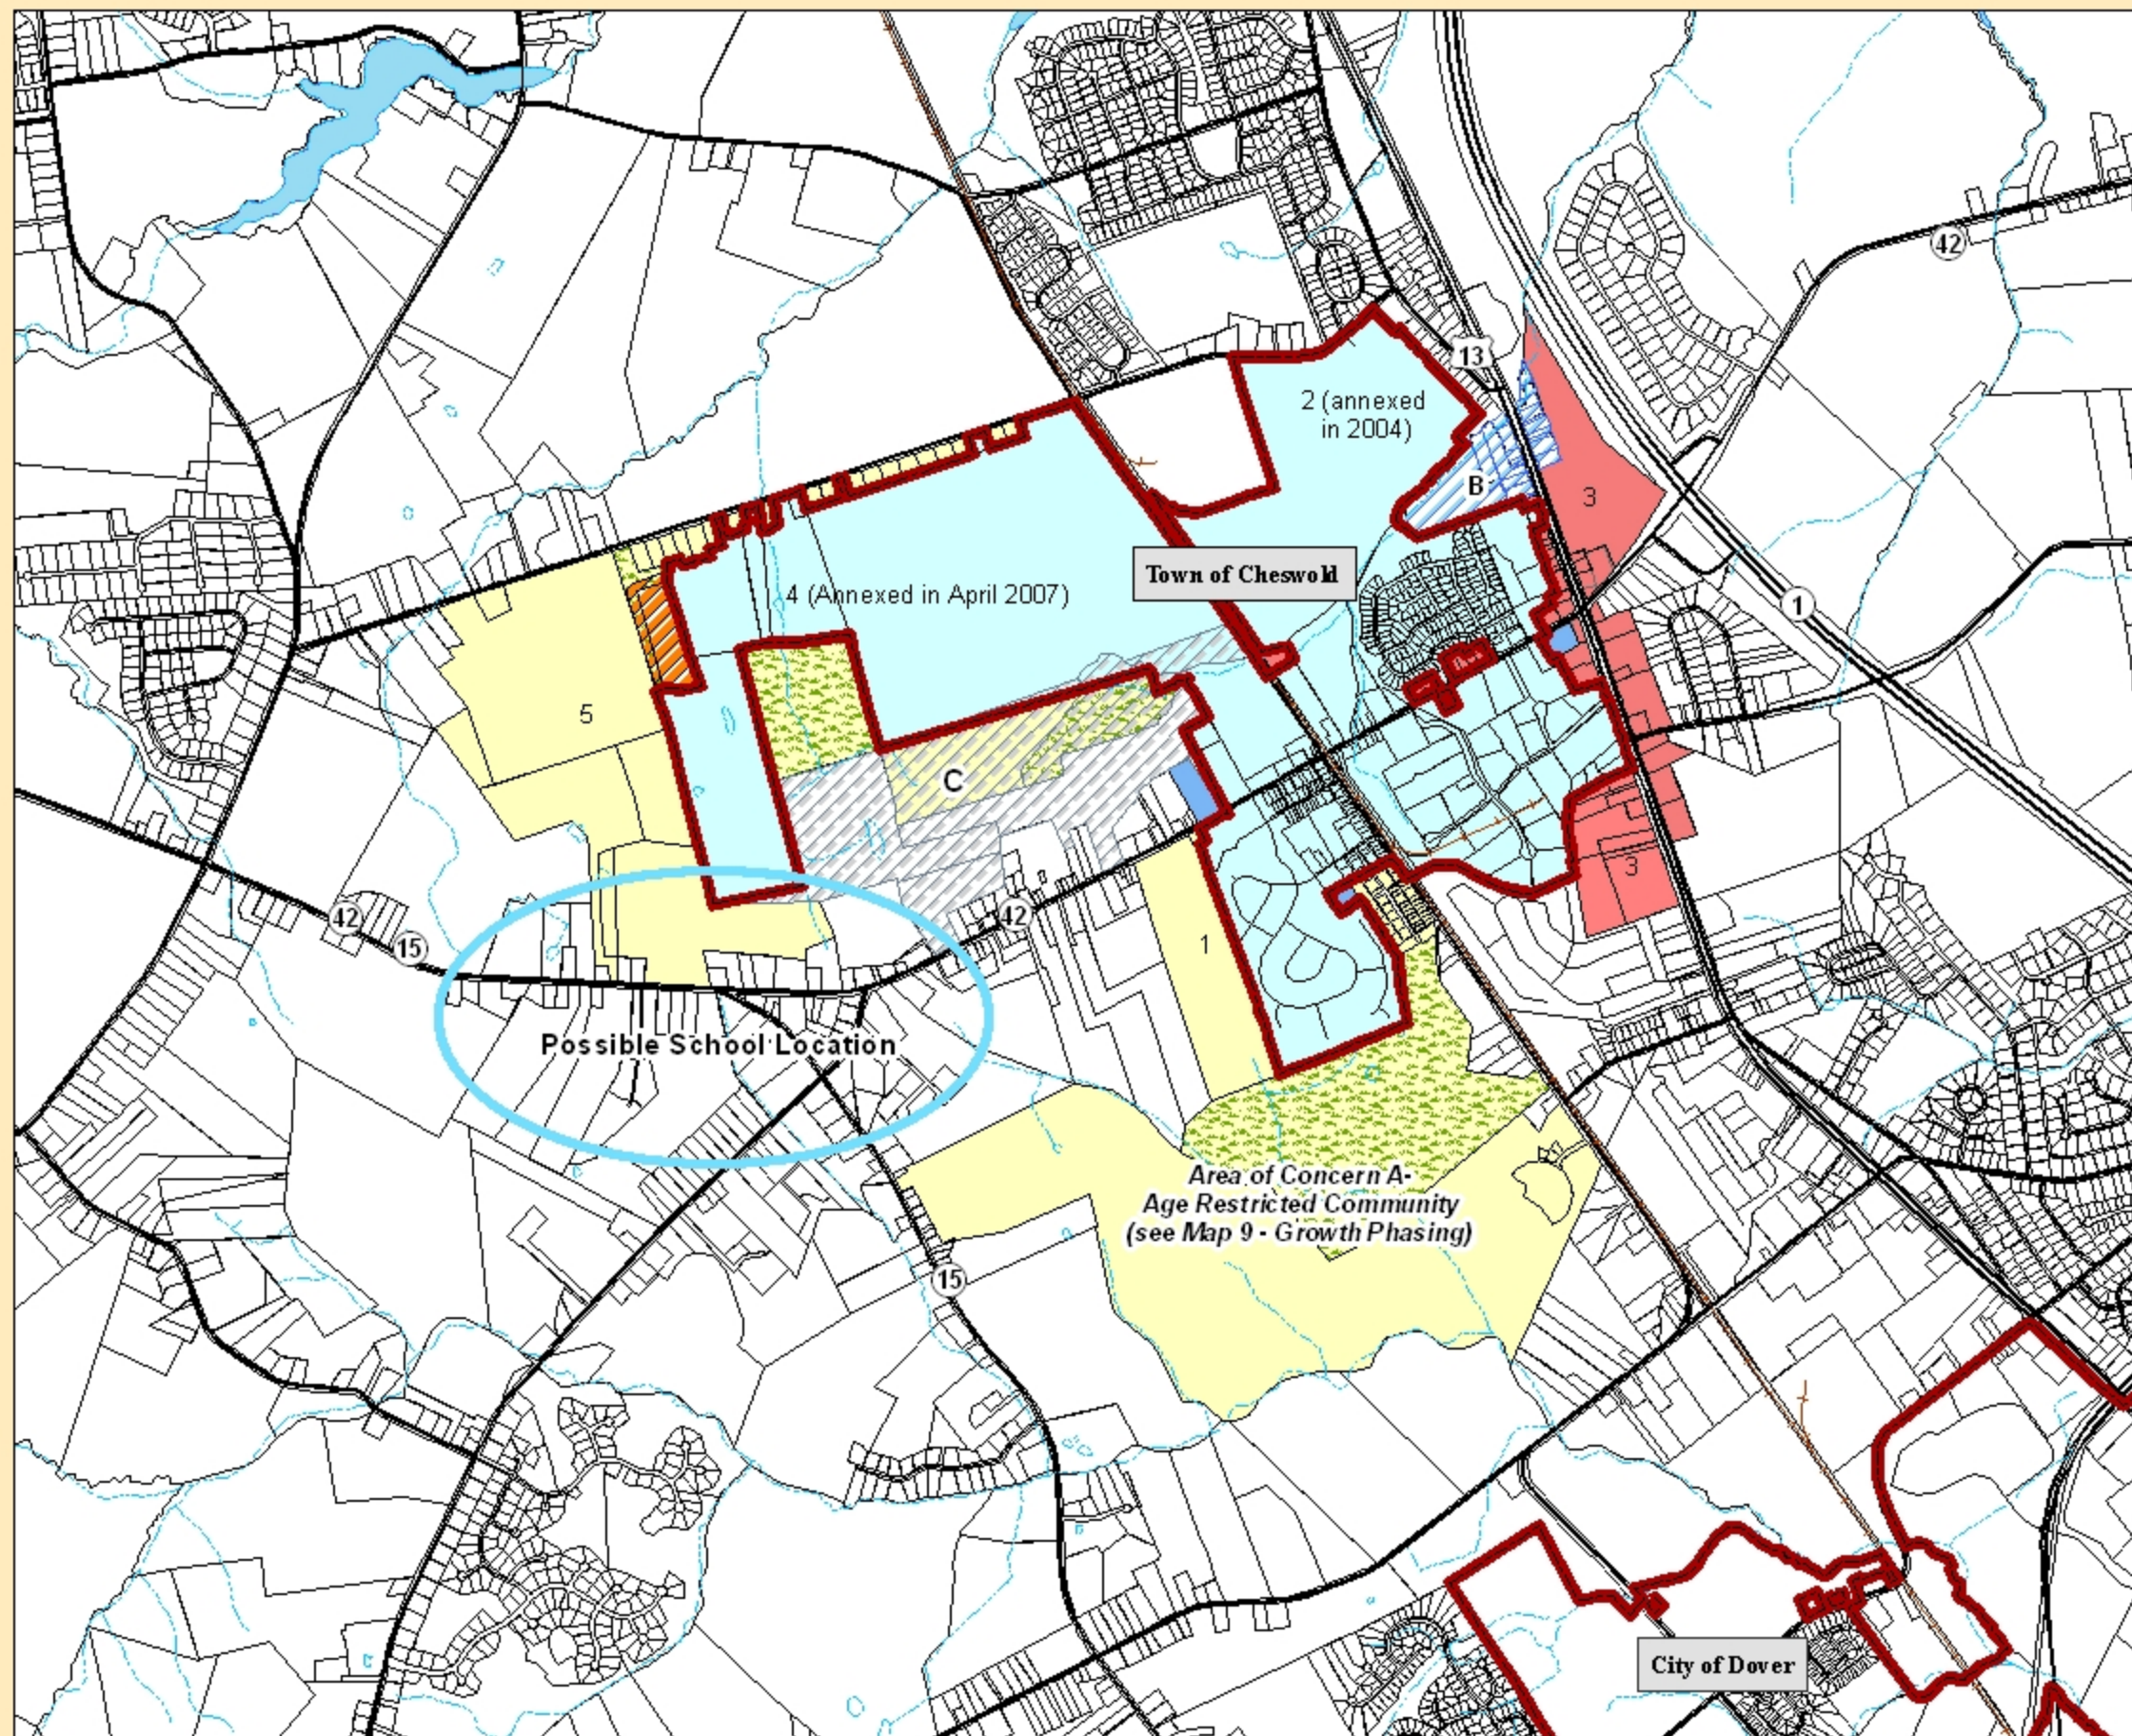 42
13
2 (annexed
in 2004)
B
3
Town of Cheswold
4 (Annexed in April 2007)
1
5
C
3
42
42
15
1
Possible School Location
Area of Concern A-
Age Restricted Community
(see Map 9 - Growth Phasing)
15
City of Dover